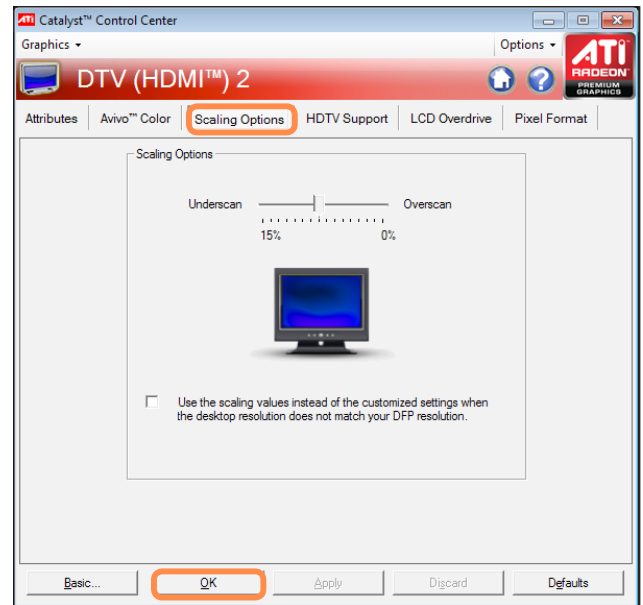 ATI Catalyst™ Control Center
Graphics Options
ATI
RADEON
PREMIUM
GRAPHICS
DTV (HDMI™) 2
Attributes Avivo™ Color Scaling Options HDTV Support LCD Overdrive Pixel Format
Scaling Options
Underscan Overscan
15% 0%
Use the scaling values instead of the customized settings when
the desktop resolution does not match your DFP resolution.
Basic... OK Apply Discard Defaults